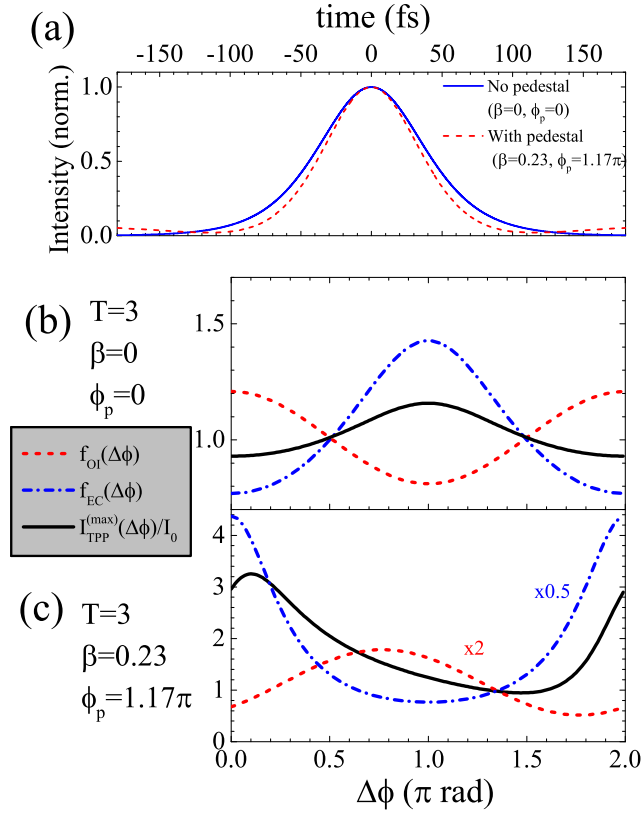 (a)
time (fs)
-150 -100 -50 0 50 100 150
Intensity (norm.)
1.0
0.5
0.0
No pedestal
(β=0, ϕp=0)
With pedestal
(β=0.23, ϕp=1.17π)
(b)
T=3
β=0
ϕp=0
1.5
1.0
fOI(Δϕ)
fEC(Δϕ)
ITPP(max)(Δϕ)/I0
(c)
T=3
β=0.23
ϕp=1.17π
4
3
2
1
0
x0.5
x2
0.0 0.5 1.0 1.5 2.0
Δϕ (π rad)